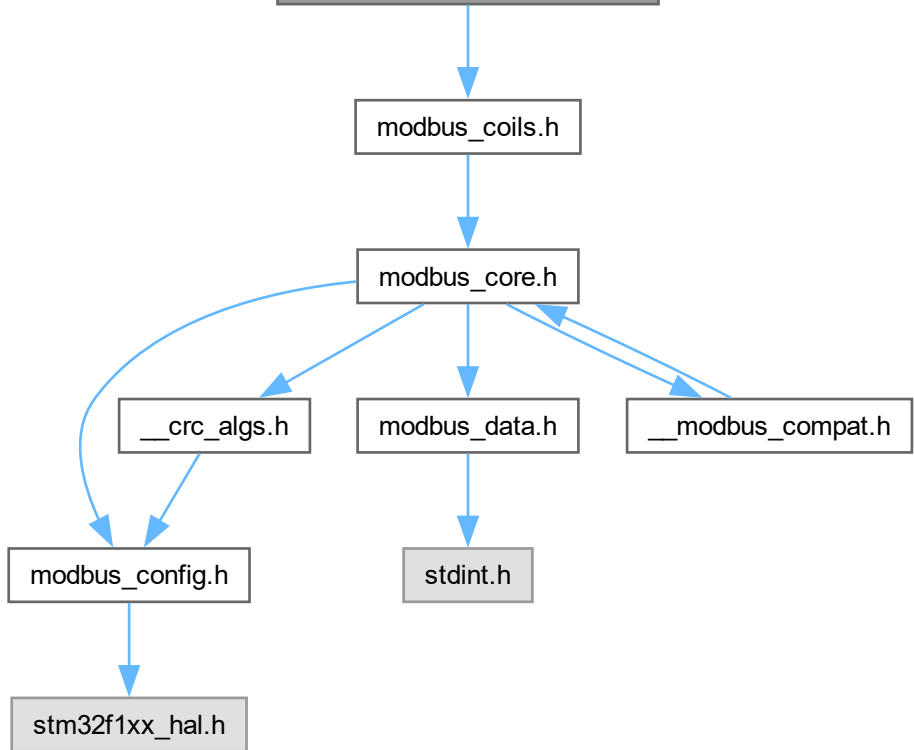 modbus_coils.h
modbus_core.h
__crc_algs.h
modbus_data.h
__modbus_compat.h
modbus_config.h
stdint.h
stm32f1xx_hal.h